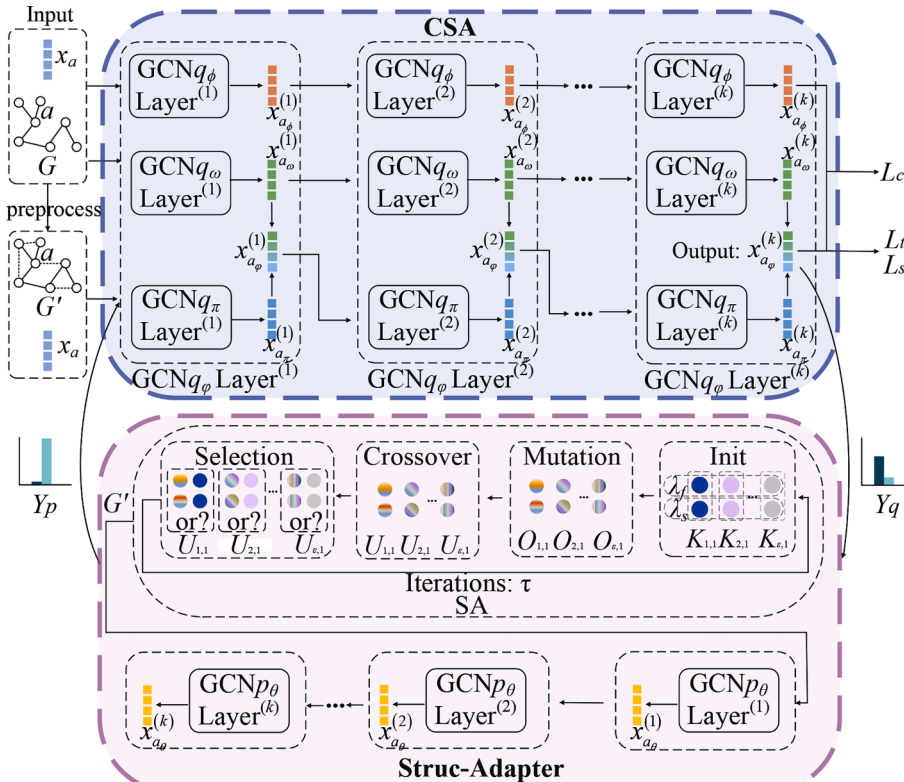 Input
CSA
x_a
a
G
preprocess
a
G′
x_a
GCNq_ϕ
Layer^(1)
x_{a_ϕ}^(1)
GCNq_ϕ
Layer^(2)
x_{a_ϕ}^(2)
...
GCNq_ϕ
Layer^(k)
x_{a_ϕ}^(k)
GCNq_ω
Layer^(1)
x_{a_ω}^(1)
GCNq_ω
Layer^(2)
x_{a_ω}^(2)
...
GCNq_ω
Layer^(k)
x_{a_ω}^(k)
L_c
x_{a_φ}^(1)
x_{a_φ}^(2)
Output: x_{a_φ}^(k)
L_t
L_s
GCNq_π
Layer^(1)
x_{a_π}^(1)
GCNq_π
Layer^(2)
x_{a_π}^(2)
...
GCNq_π
Layer^(k)
x_{a_π}^(k)
GCNq_φ Layer^(1)
GCNq_φ Layer^(2)
GCNq_φ Layer^(k)
Y_p
Y_q
G′
Selection
Crossover
Mutation
Init
λ_f
λ_s
or? or? or?
U_{1,1} U_{2,1} U_{ε,1}
U_{1,1} U_{2,1} U_{ε,1}
O_{1,1} O_{2,1} O_{ε,1}
K_{1,1} K_{2,1} K_{ε,1}
Iterations: τ
SA
x_{a_θ}^(k)
GCNp_θ
Layer^(k)
....
x_{a_θ}^(2)
GCNp_θ
Layer^(2)
x_{a_θ}^(1)
GCNp_θ
Layer^(1)
Struc-Adapter